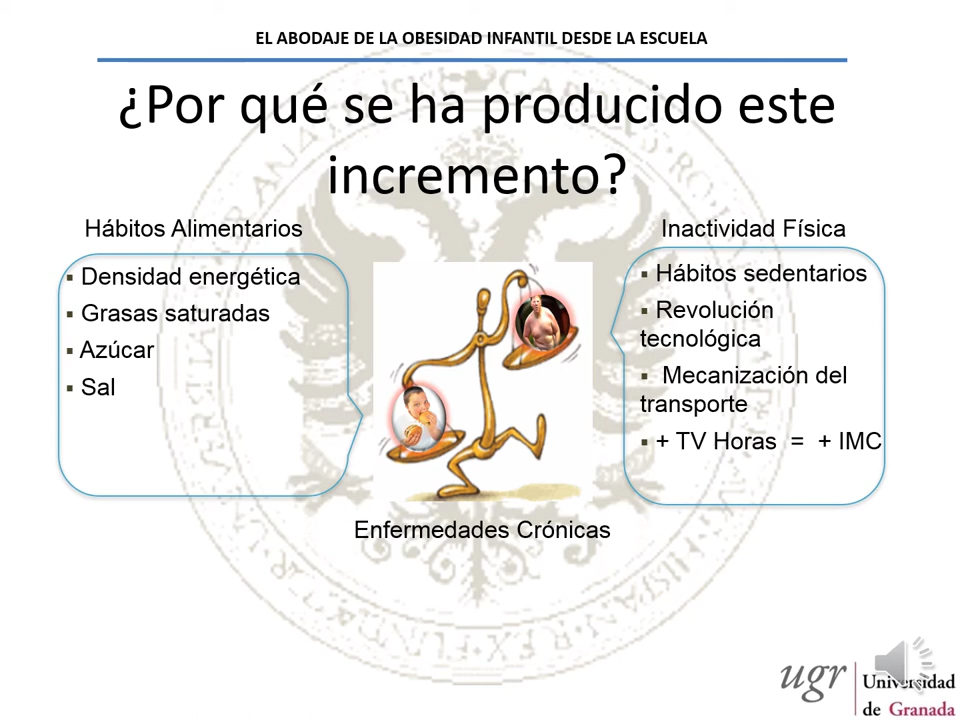 EL ABODAJE DE LA OBESIDAD INFANTIL DESDE LA ESCUELA
¿Por qué se ha producido este
incremento?
Hábitos Alimentarios
▪ Densidad energética
▪ Grasas saturadas
▪ Azúcar
▪ Sal
Inactividad Física
▪ Hábitos sedentarios
▪ Revolución
tecnológica
▪ Mecanización del
transporte
▪ + TV Horas = + IMC
Enfermedades Crónicas
ugr
Universidad
de Granada